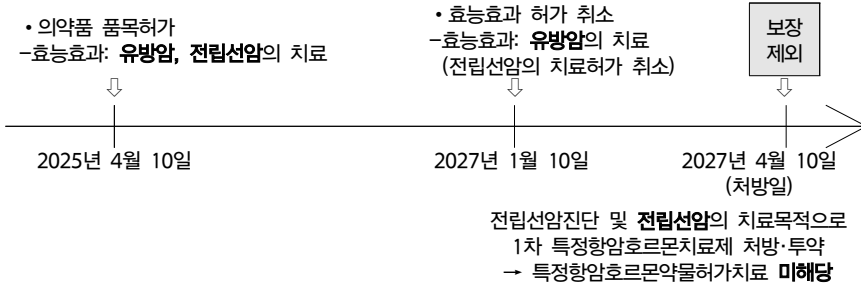 • 의약품 품목허가
-효능효과: 유방암, 전립선암의 치료
• 효능효과 허가 취소
-효능효과: 유방암의 치료
(전립선암의 치료허가 취소)
보장
제외
2025년 4월 10일
2027년 1월 10일
2027년 4월 10일
(처방일)
전립선암진단 및 전립선암의 치료목적으로
1차 특정항암호르몬치료제 처방·투약
→ 특정항암호르몬약물허가치료 미해당